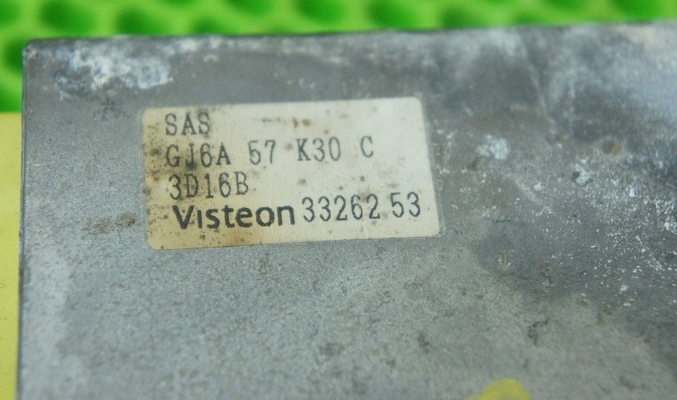 SAS
GJ6A 57 K30 C
3D16B
Visteon 33262 53